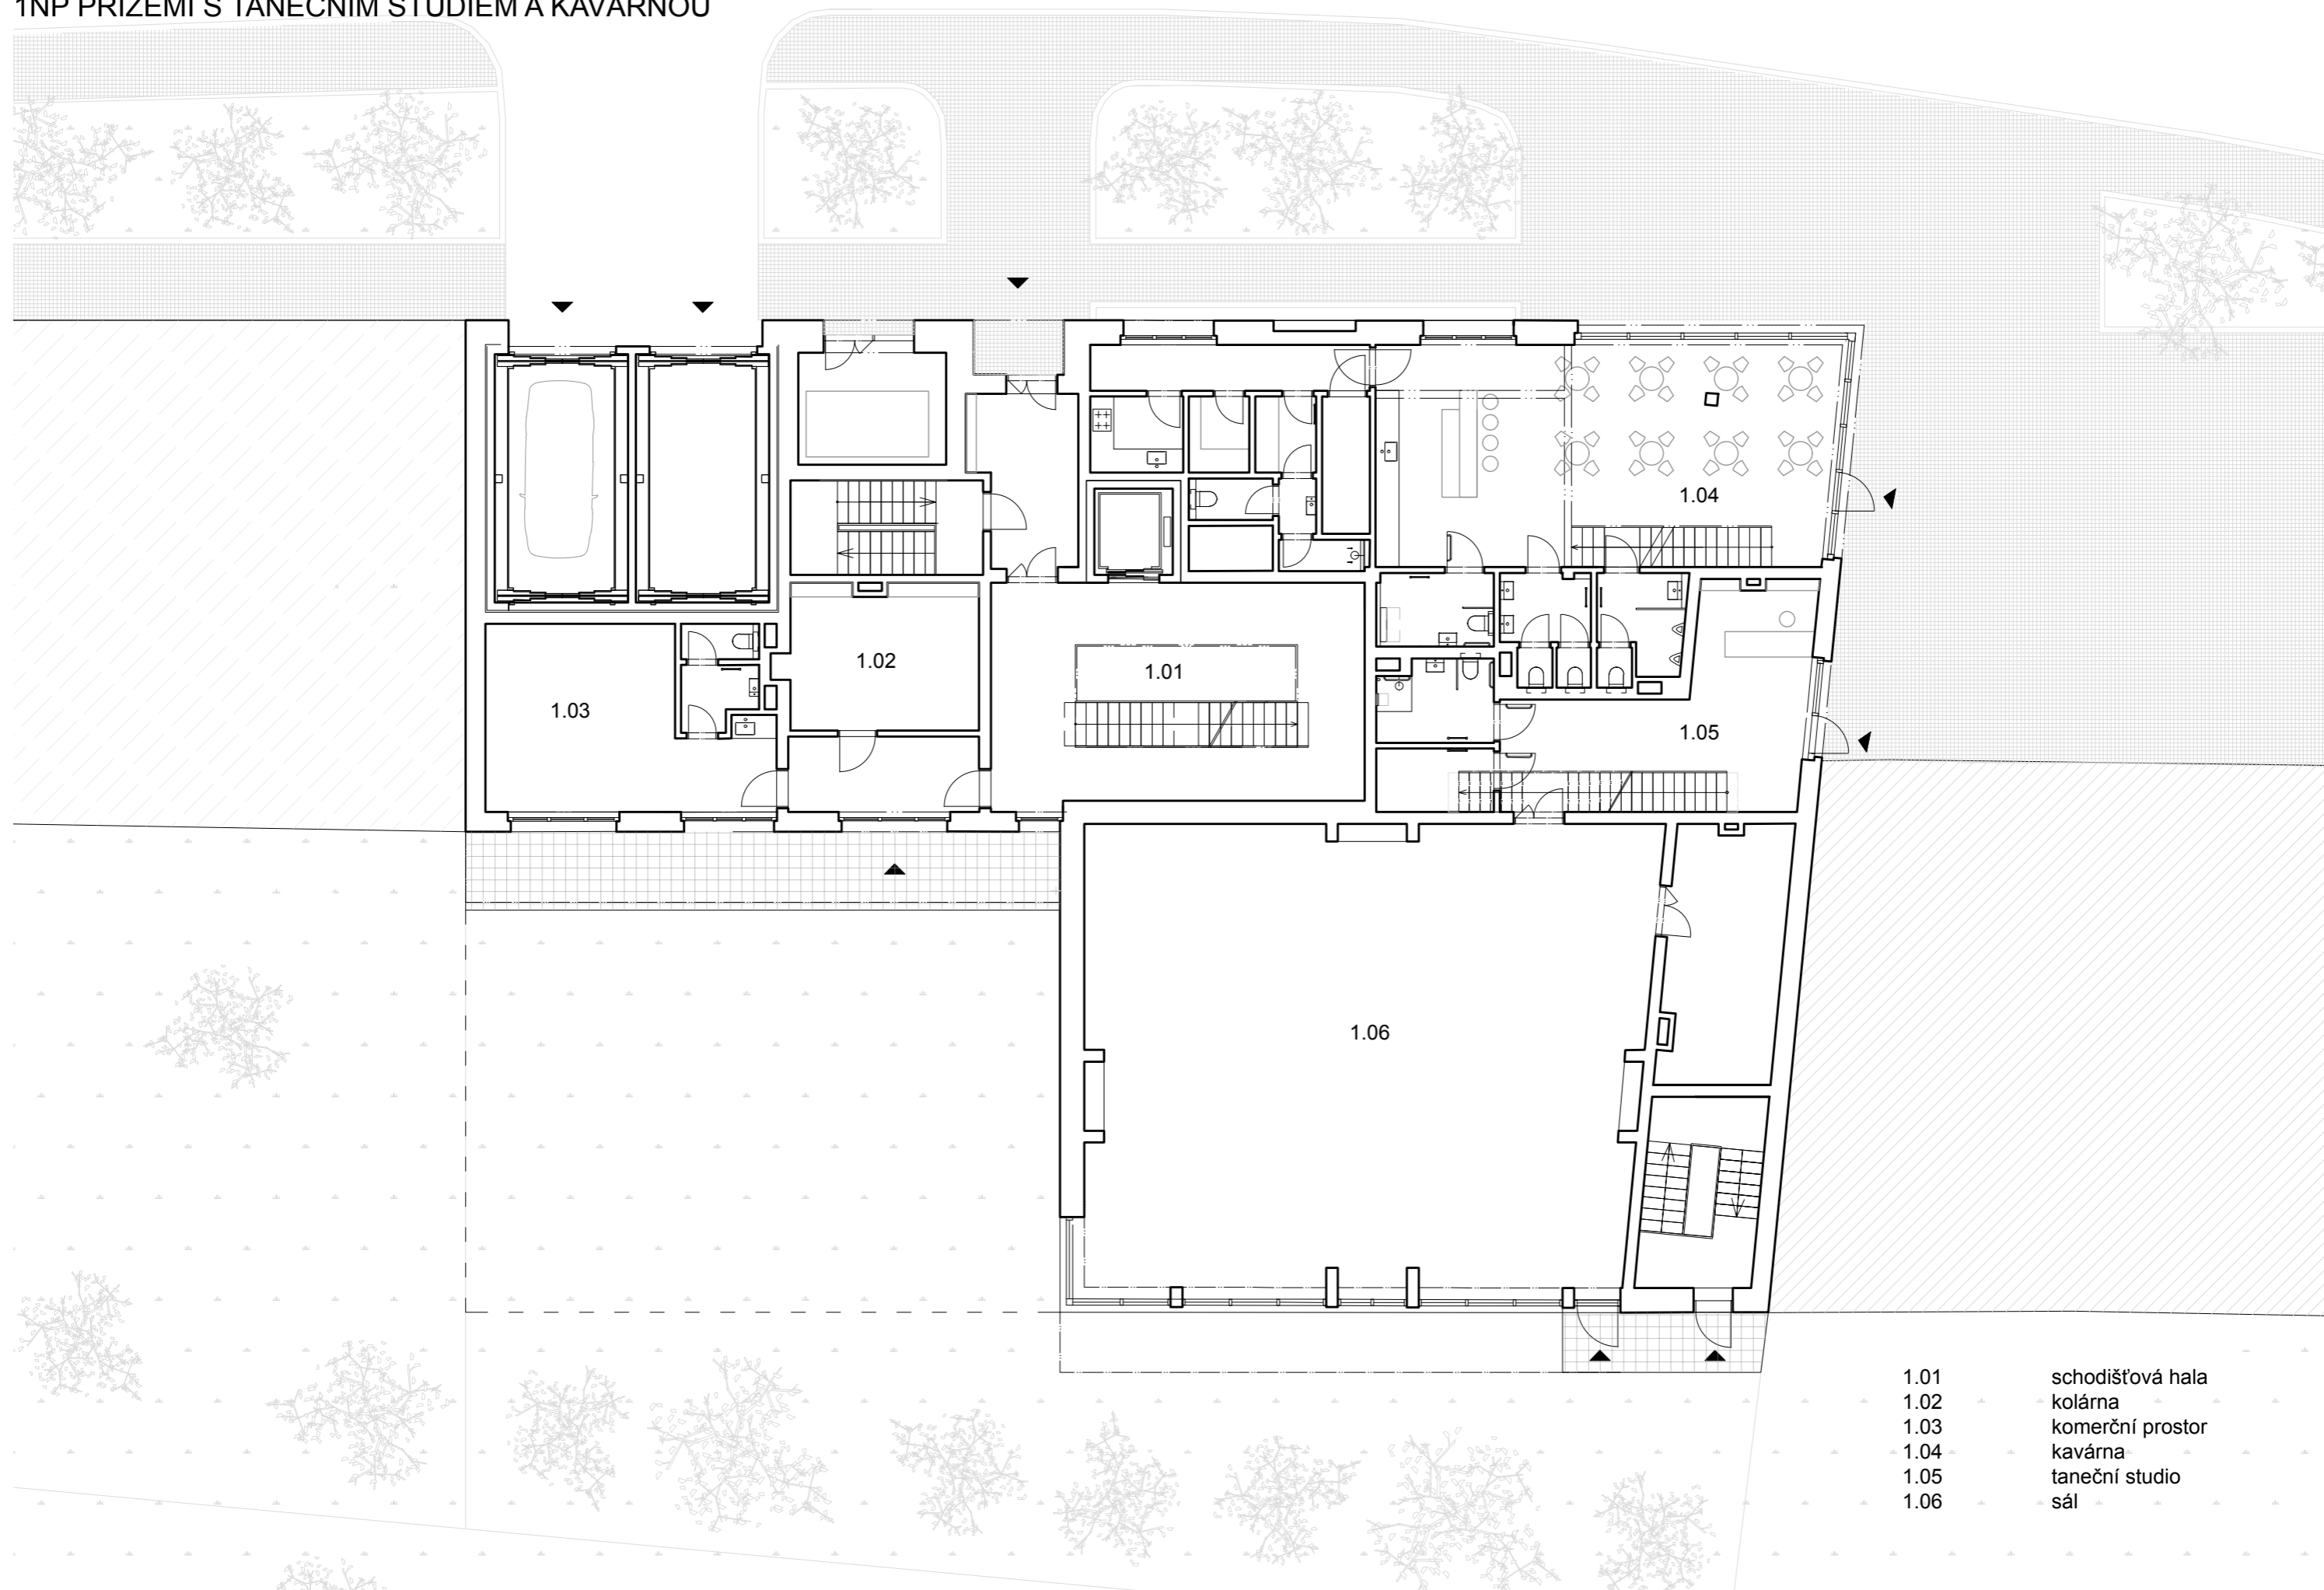 1NP PŘÍZEMÍ S TANEČNÍM STUDIEM A KAVÁRNOU
1.04
1.02
1.01
1.03
1.05
1.06
1.01 schodišťová hala
1.02 kolárna
1.03 komerční prostor
1.04 kavárna
1.05 taneční studio
1.06 sál